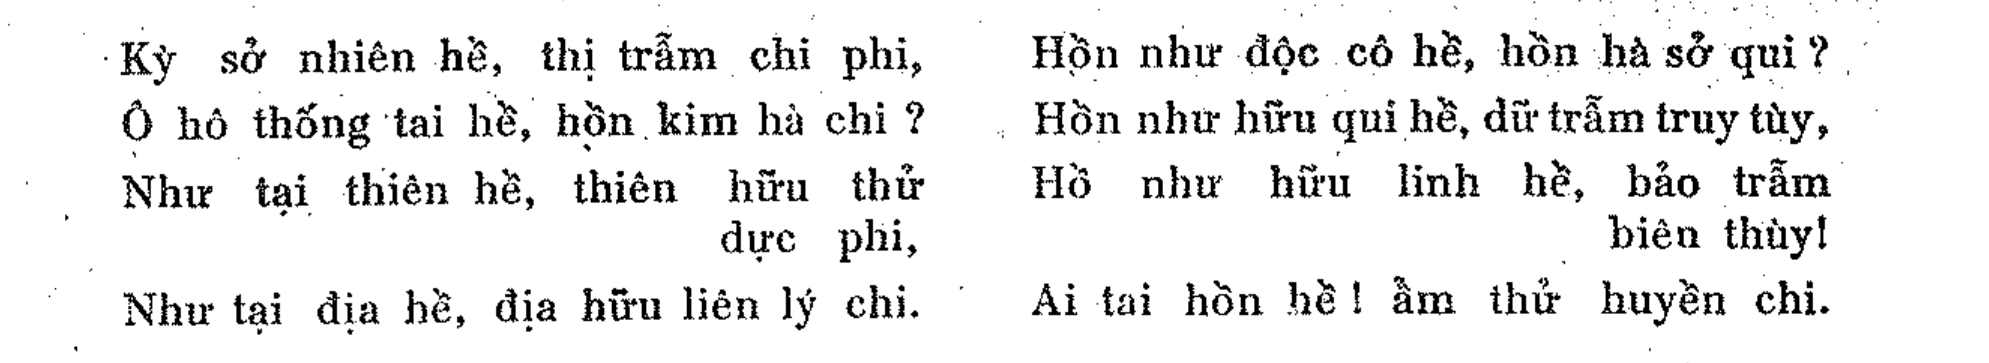 Kỳ sở nhiên hề, thị trẫm chi phi,
Ô hô thống tai hề, hồn kim hà chi ?
Như tại thiên hề, thiên hữu thử
dực phi,
Như tại địa hề, địa hữu liên lý chi.
Hồn như độc cô hề, hồn hà sở qui ?
Hồn như hữu qui hề, dữ trẫm truy tùy,
Hồ như hữu linh hề, bảo trẫm
biên thùy!
Ai tai hồn hề ! ẩm thử huyền chi.